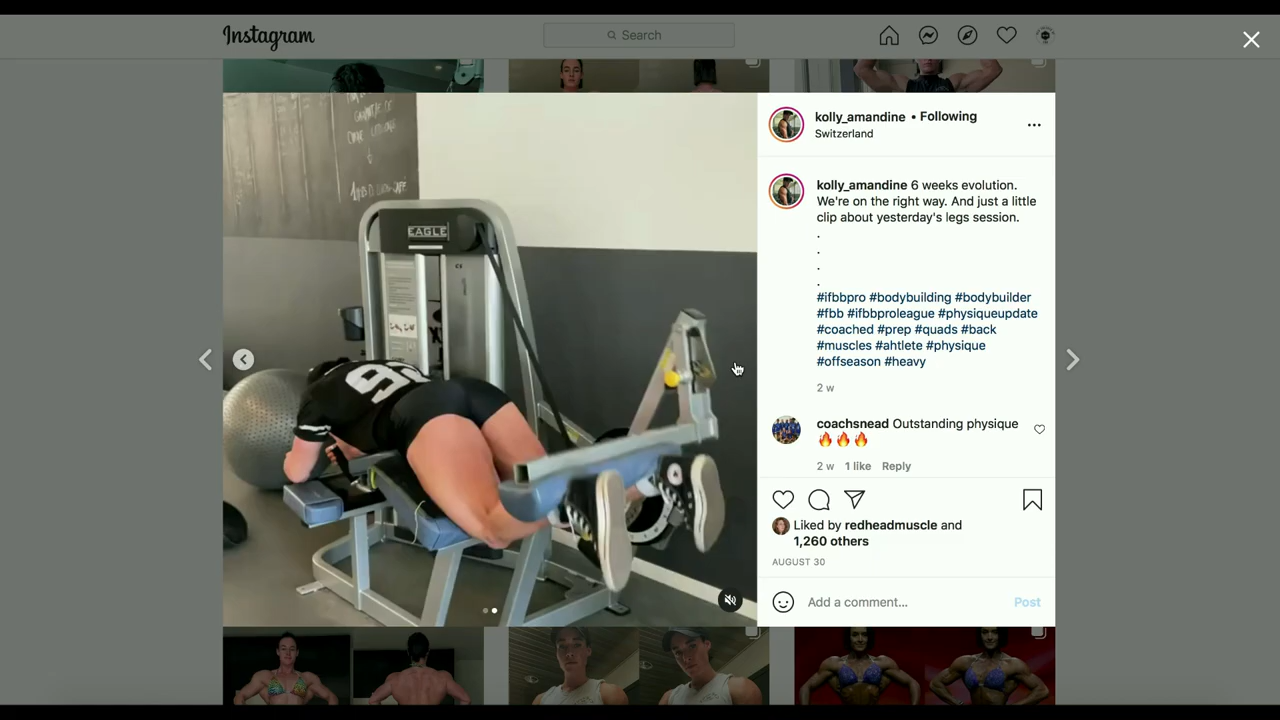 Instagram
Search
kolly_amandine • Following
Switzerland
EAGLE
kolly_amandine 6 weeks evolution.
We're on the right way. And just a little
clip about yesterday's legs session.
.
.
.
.
#ifbbpro #bodybuilding #bodybuilder
#fbb #ifbbproleague #physiqueupdate
#coached #prep #quads #back
#muscles #ahtlete #physique
#offseason #heavy
2 w
coachsnead Outstanding physique
🔥🔥🔥
2 w 1 like Reply
Liked by redheadmuscle and
1,260 others
AUGUST 30
Add a comment... Post